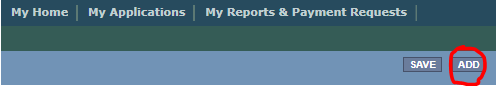 My Home My Applications My Reports & Payment Requests
SAVE ADD